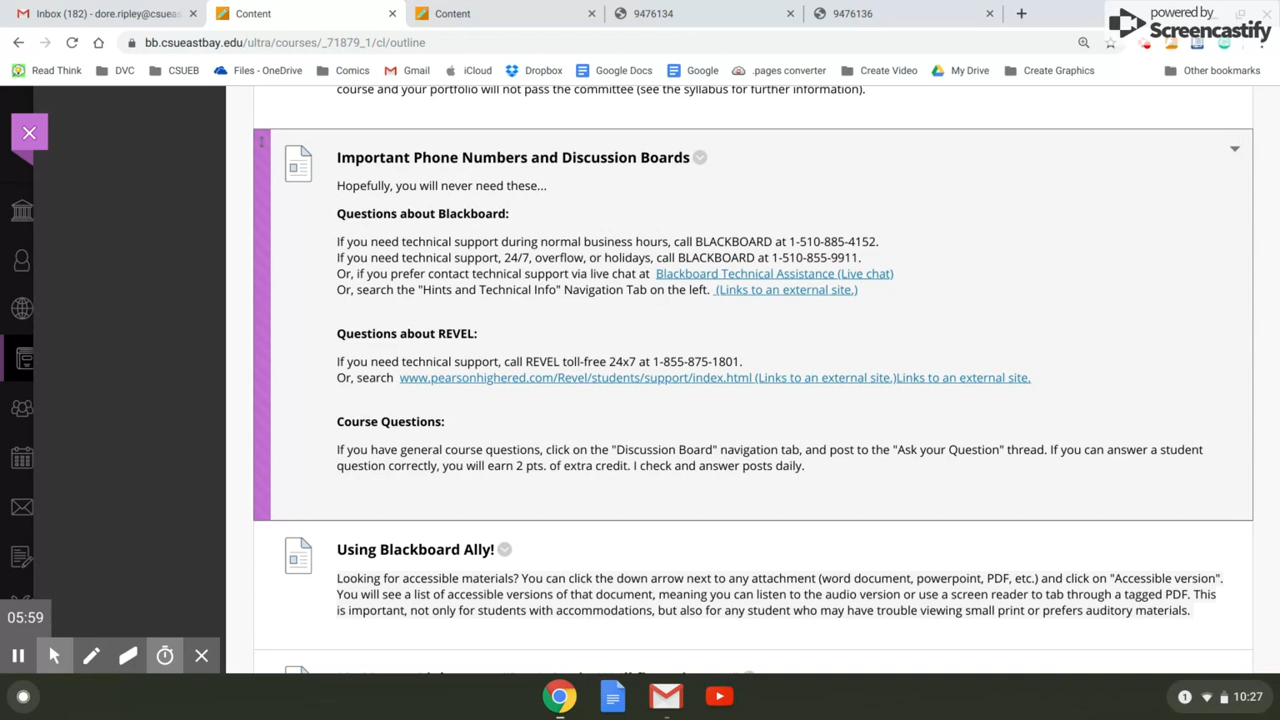 Inbox (182) - dore.ripley@csueas
Content
Content
9476134
9476136
powered by
Screencastify
bb.csueastbay.edu/ultra/courses/_71879_1/cl/outline
Read Think
DVC
CSUEB
Files - OneDrive
Comics
Gmail
iCloud
Dropbox
Google Docs
Google
.pages converter
Create Video
My Drive
Create Graphics
Other bookmarks
course and your portfolio will not pass the committee (see the syllabus for further information).
Important Phone Numbers and Discussion Boards
Hopefully, you will never need these...
Questions about Blackboard:
If you need technical support during normal business hours, call BLACKBOARD at 1-510-885-4152.
If you need technical support, 24/7, overflow, or holidays, call BLACKBOARD at 1-510-855-9911.
Or, if you prefer contact technical support via live chat at Blackboard Technical Assistance (Live chat)
Or, search the "Hints and Technical Info" Navigation Tab on the left. (Links to an external site.)
Questions about REVEL:
If you need technical support, call REVEL toll-free 24x7 at 1-855-875-1801.
Or, search www.pearsonhighered.com/Revel/students/support/index.html (Links to an external site.)Links to an external site.
Course Questions:
If you have general course questions, click on the "Discussion Board" navigation tab, and post to the "Ask your Question" thread. If you can answer a student
question correctly, you will earn 2 pts. of extra credit. I check and answer posts daily.
Using Blackboard Ally!
Looking for accessible materials? You can click the down arrow next to any attachment (word document, powerpoint, PDF, etc.) and click on "Accessible version".
You will see a list of accessible versions of that document, meaning you can listen to the audio version or use a screen reader to tab through a tagged PDF. This
is important, not only for students with accommodations, but also for any student who may have trouble viewing small print or prefers auditory materials.
05:59
1
10:27